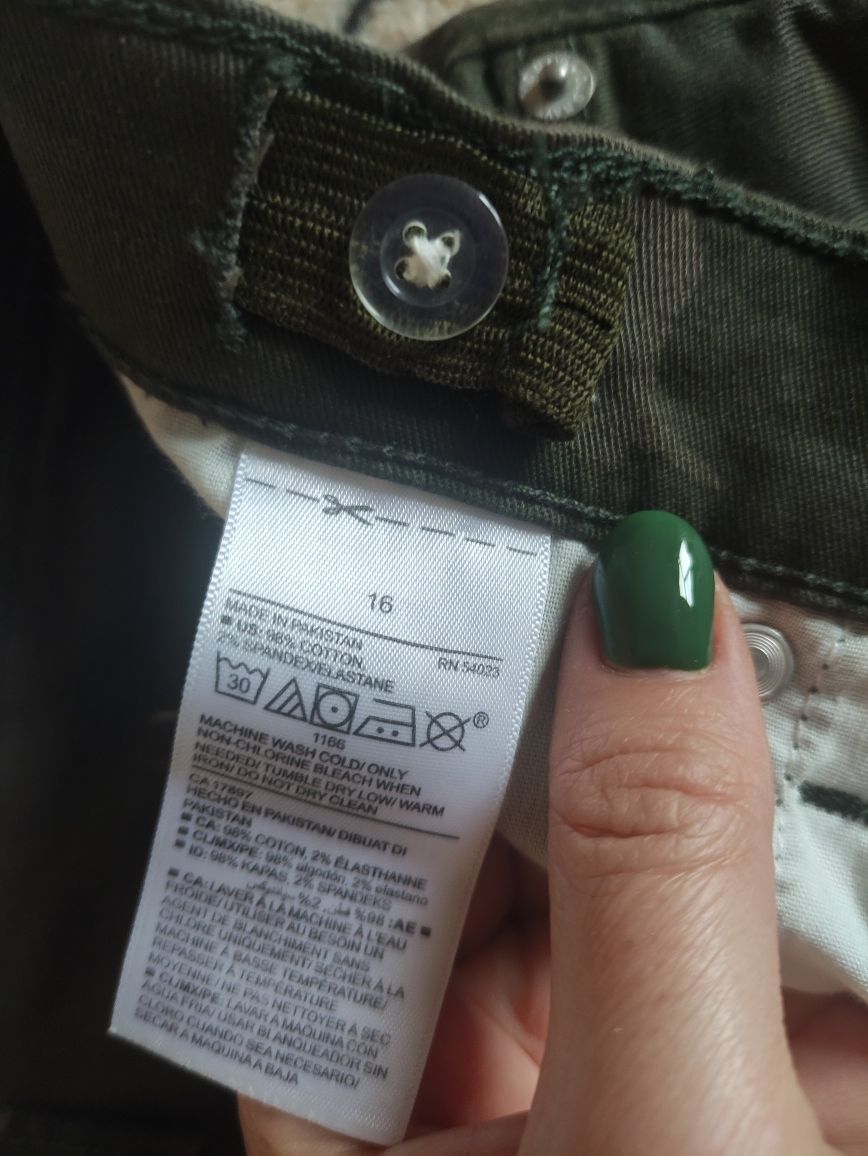 16
MADE IN PAKISTAN
RN 54023
■ US: 98% COTTON,
2% SPANDEX/ELASTANE
30
®
1166
MACHINE WASH COLD/ ONLY
NON-CHLORINE BLEACH WHEN
NEEDED/ TUMBLE DRY LOW/ WARM
IRON/ DO NOT DRY CLEAN
CA 17897
HECHO EN PAKISTAN/ DIBUAT DI
PAKISTAN
■ CA: 98% COTON, 2% ÉLASTHANNE
■ CL/MX/PE: 98% algodón, 2% elastano
■ ID: 98% KAPAS, 2% SPANDEKS
■ AE: 98% %2
■ CA: LAVER À LA MACHINE À L'EAU
FROIDE/ UTILISER AU BESOIN UN
AGENT DE BLANCHIMENT SANS
CHLORE UNIQUEMENT/ SÉCHER À LA
MACHINE À BASSE TEMPÉRATURE/
REPASSER À TEMPÉRATURE
MOYENNE/ NE PAS NETTOYER À SEC
■ CL/MX/PE: LAVAR A MAQUINA CON
AGUA FRIA/ USAR BLANQUEADOR SIN
CLORO CUANDO SEA NECESARIO/
SECAR A MAQUINA A BAJA